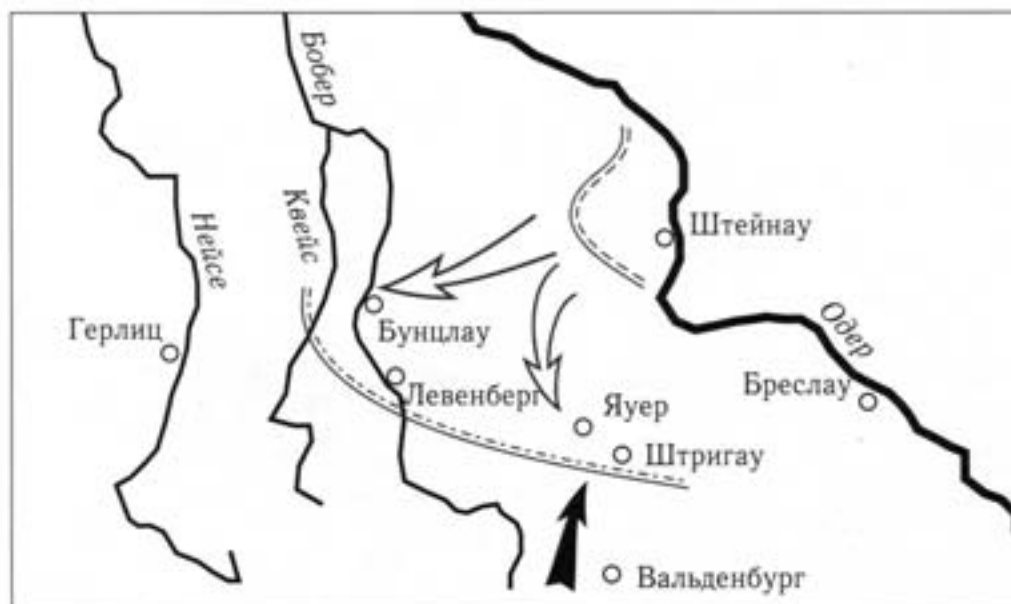 Бобер
Квейс
Нейсе
Штейнау
Одер
Герлиц
Бунцлау
Левенберг
Яуер
Бреслау
Штригау
Вальденбург